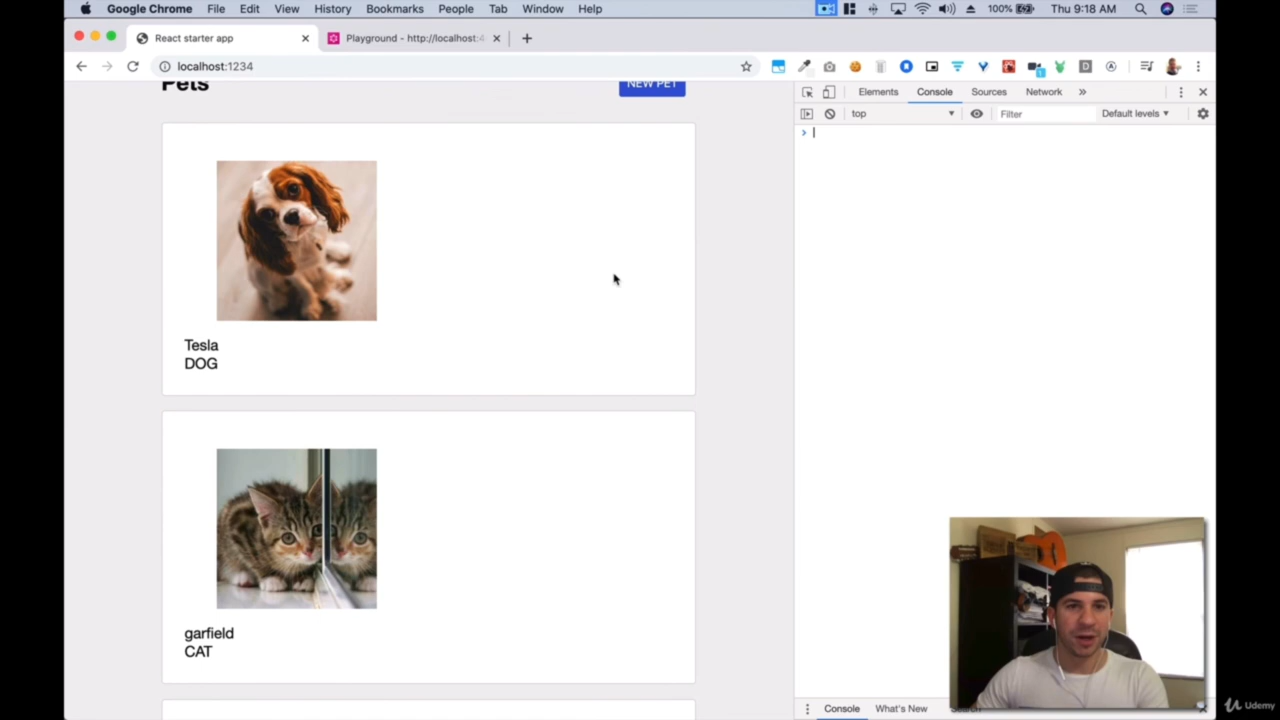 Google Chrome File Edit View History Bookmarks People Tab Window Help 100% Thu 9:18 AM
React starter app
Playground - http://localhost:4
localhost:1234
Pets NEW PET
Elements Console Sources Network
top Filter Default levels
Tesla
DOG
garfield
CAT
Console What's New Search
Udemy